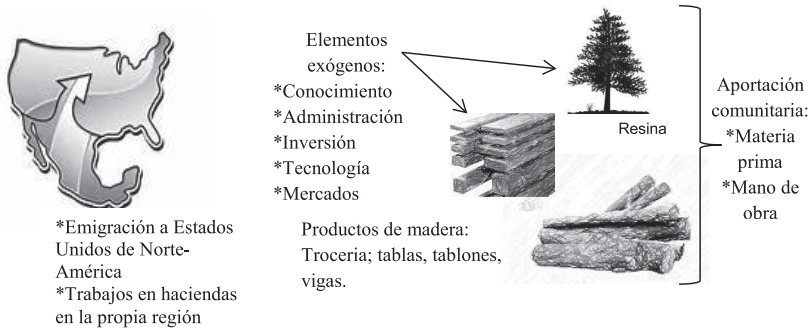 *Emigración a Estados
Unidos de Norte-
América
*Trabajos en haciendas
en la propia región
Elementos
exógenos:
*Conocimiento
*Administración
*Inversión
*Tecnología
*Mercados
Productos de madera:
Troceria; tablas, tablones,
vigas.
Resina
Aportación
comunitaria:
*Materia
prima
*Mano de
obra